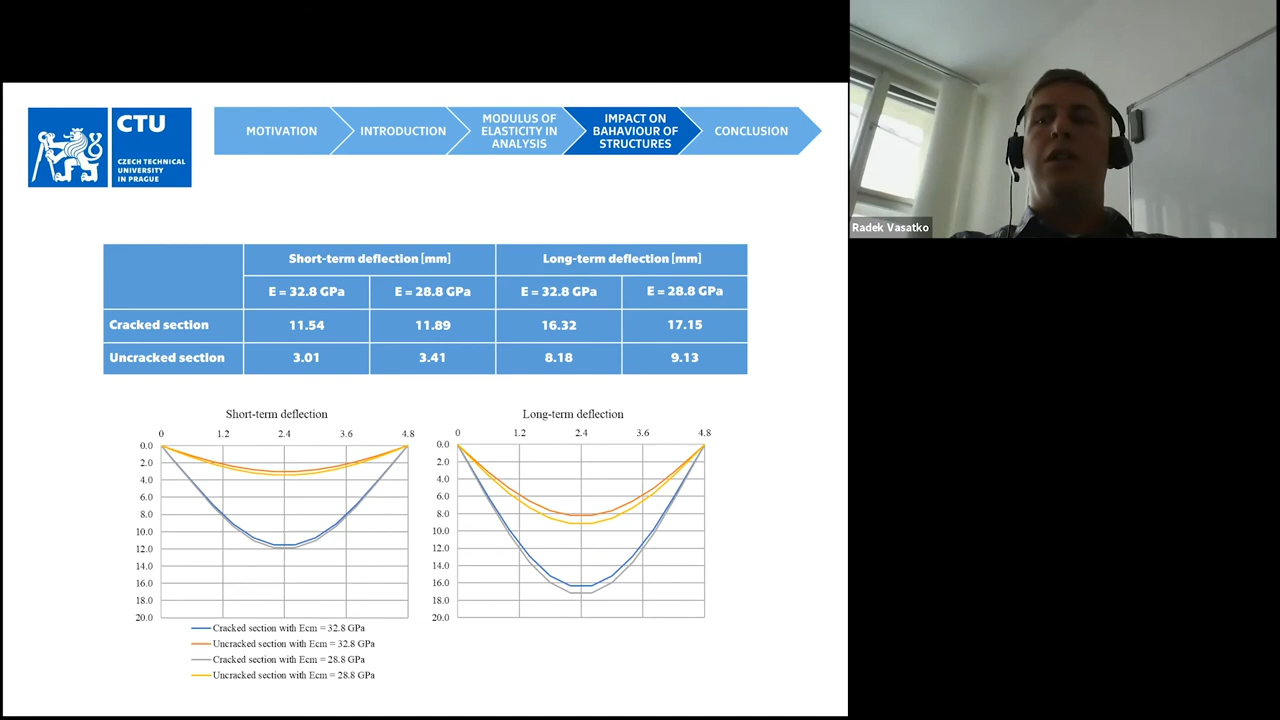 CTU
CZECH TECHNICAL
UNIVERSITY
IN PRAGUE
MOTIVATION
INTRODUCTION
MODULUS OF
ELASTICITY IN
ANALYSIS
IMPACT ON
BAHAVIOUR OF
STRUCTURES
CONCLUSION
Radek Vasatko
Short-term deflection [mm] Long-term deflection [mm]
E = 32.8 GPa E = 28.8 GPa E = 32.8 GPa E = 28.8 GPa
Cracked section 11.54 11.89 16.32 17.15
Uncracked section 3.01 3.41 8.18 9.13
Short-term deflection
0 1.2 2.4 3.6 4.8
0.0
2.0
4.0
6.0
8.0
10.0
12.0
14.0
16.0
18.0
20.0
Long-term deflection
0 1.2 2.4 3.6 4.8
0.0
2.0
4.0
6.0
8.0
10.0
12.0
14.0
16.0
18.0
20.0
Cracked section with Ecm = 32.8 GPa
Uncracked section with Ecm = 32.8 GPa
Cracked section with Ecm = 28.8 GPa
Uncracked section with Ecm = 28.8 GPa